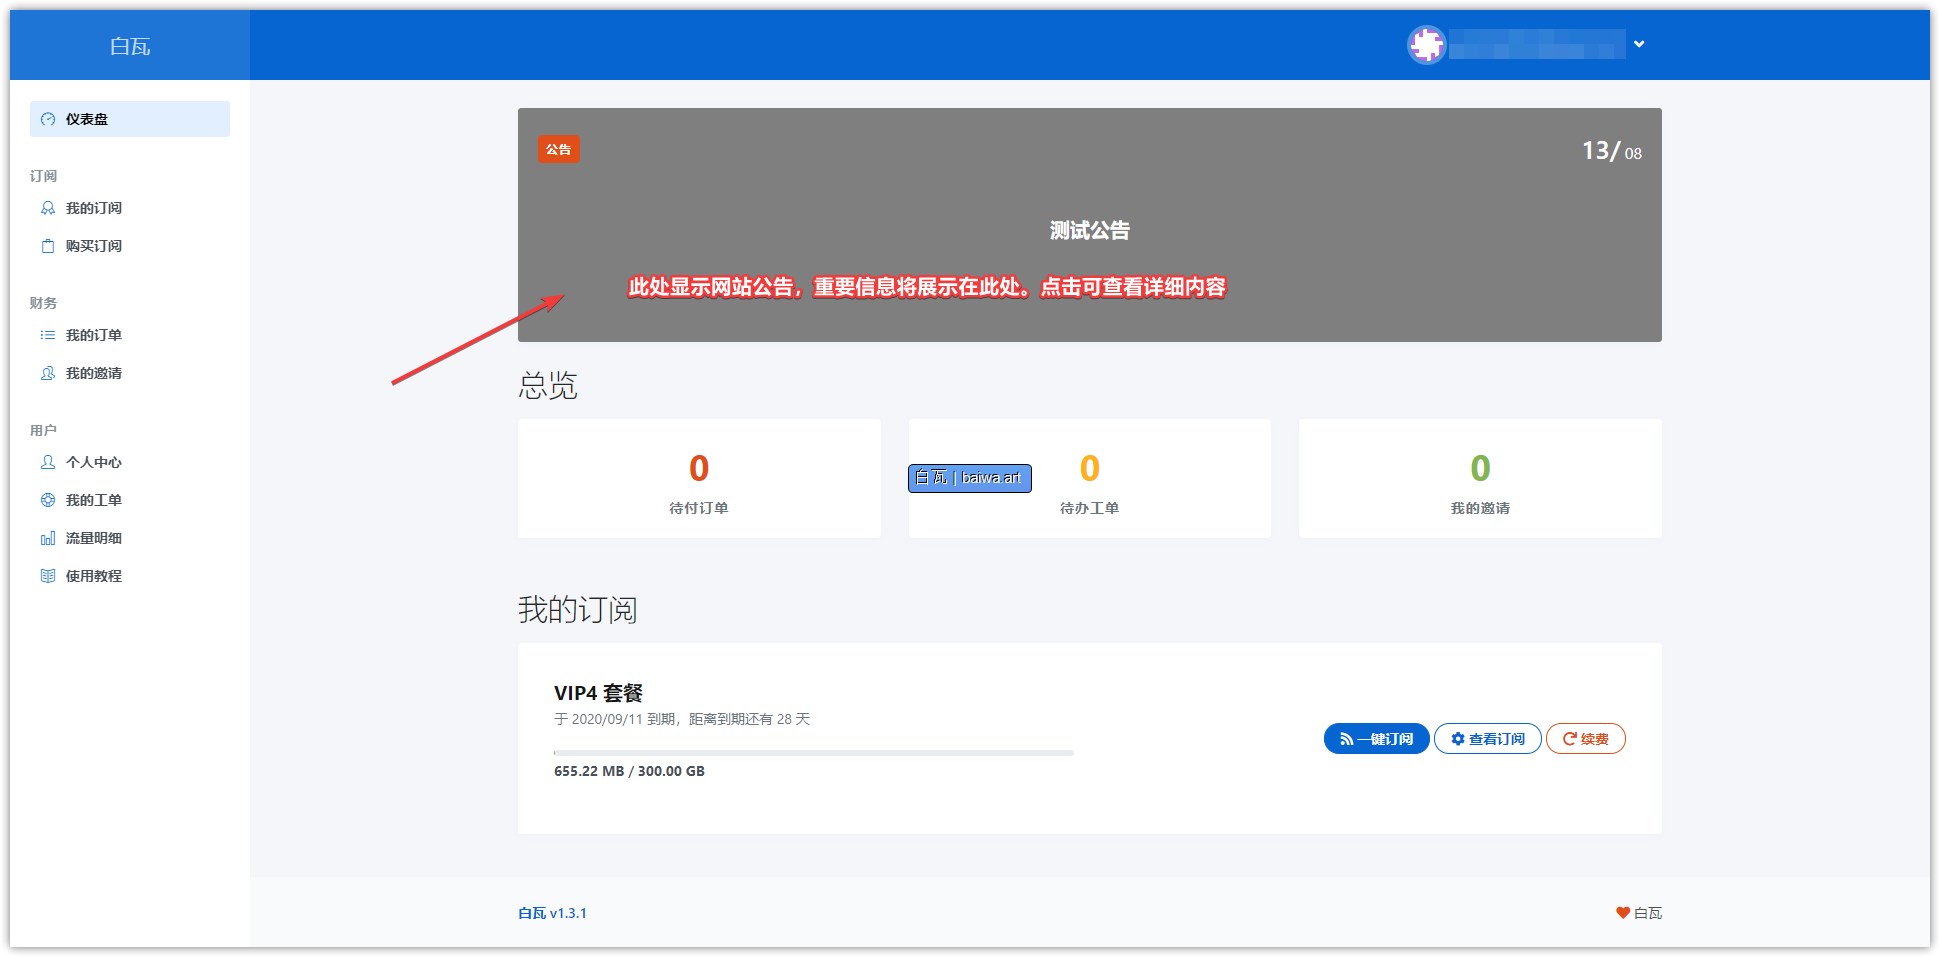 白瓦
仪表盘
订阅
我的订阅
购买订阅
财务
我的订单
我的邀请
用户
个人中心
我的工单
流量明细
使用教程
公告
13/ 08
测试公告
此处显示网站公告，重要信息将展示在此处。点击可查看详细内容
总览
0
待付订单
0
待办工单
0
我的邀请
白瓦 | baiwa.art
我的订阅
VIP4 套餐
于 2020/09/11 到期，距离到期还有 28 天
655.22 MB / 300.00 GB
一键订阅
查看订阅
续费
白瓦 v1.3.1
白瓦